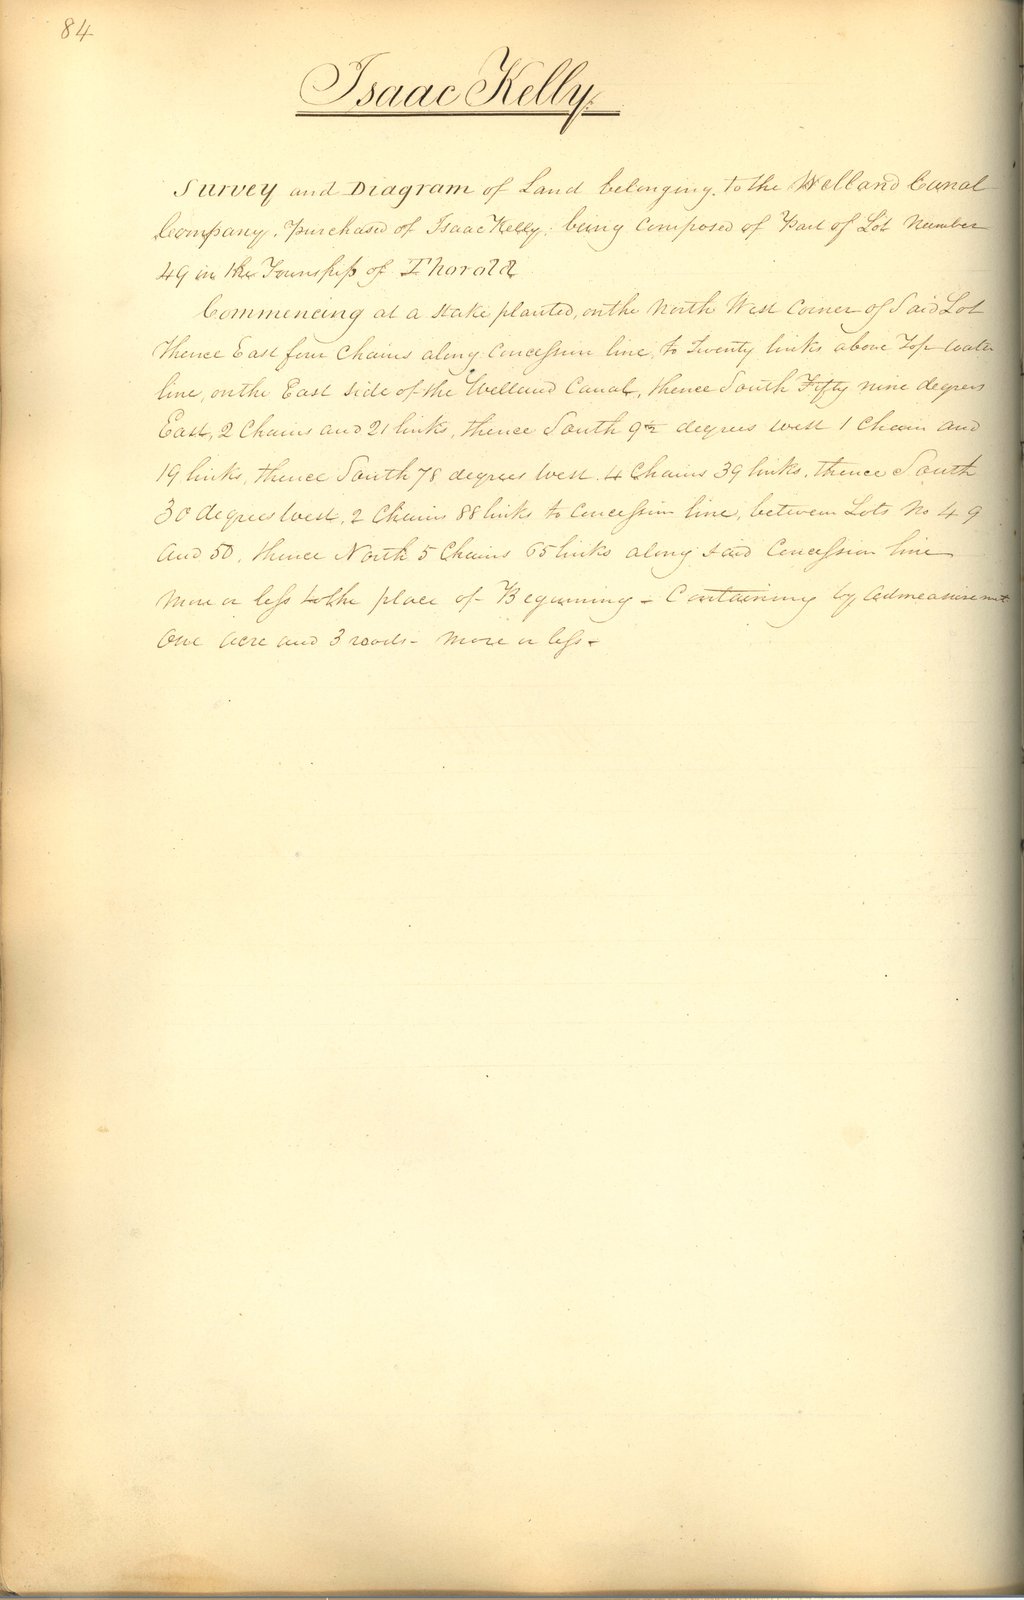 84
Isaac Kelly.
Survey and Diagram of Land belonging to the Welland Canal
Company, purchased of Isaac Kelly: being Composed of Part of Lot Number
49 in the Township of Thorold
Commencing at a stake planted, on the North West corner of Said Lot
Thence East four Chains along Concession line, to Twenty links above Top water
line, on the East side of the Welland Canal, thence South Fifty nine degrees
East, 2 Chains and 21 links, thence South 9½ degrees west 1 Chain and
19 links, thence South 78 degrees West. 4 Chains 39 links, thence South
30 degrees West, 2 Chains 88 links to concession line, between Lots No 49
and 50, thence North 5 Chains 65 links along said Concession line
more or less to the place of Beginning - Containing by admeasurement
One acre and 3 roods - more or less -